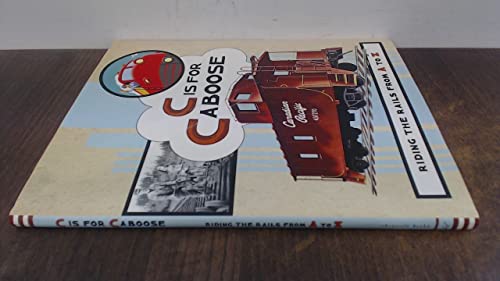 C IS FOR
CABOOSE
Canadian
Pacific
RIDING THE RAILS FROM A TO Z
C IS FOR CABOOSE RIDING THE RAILS FROM A TO Z